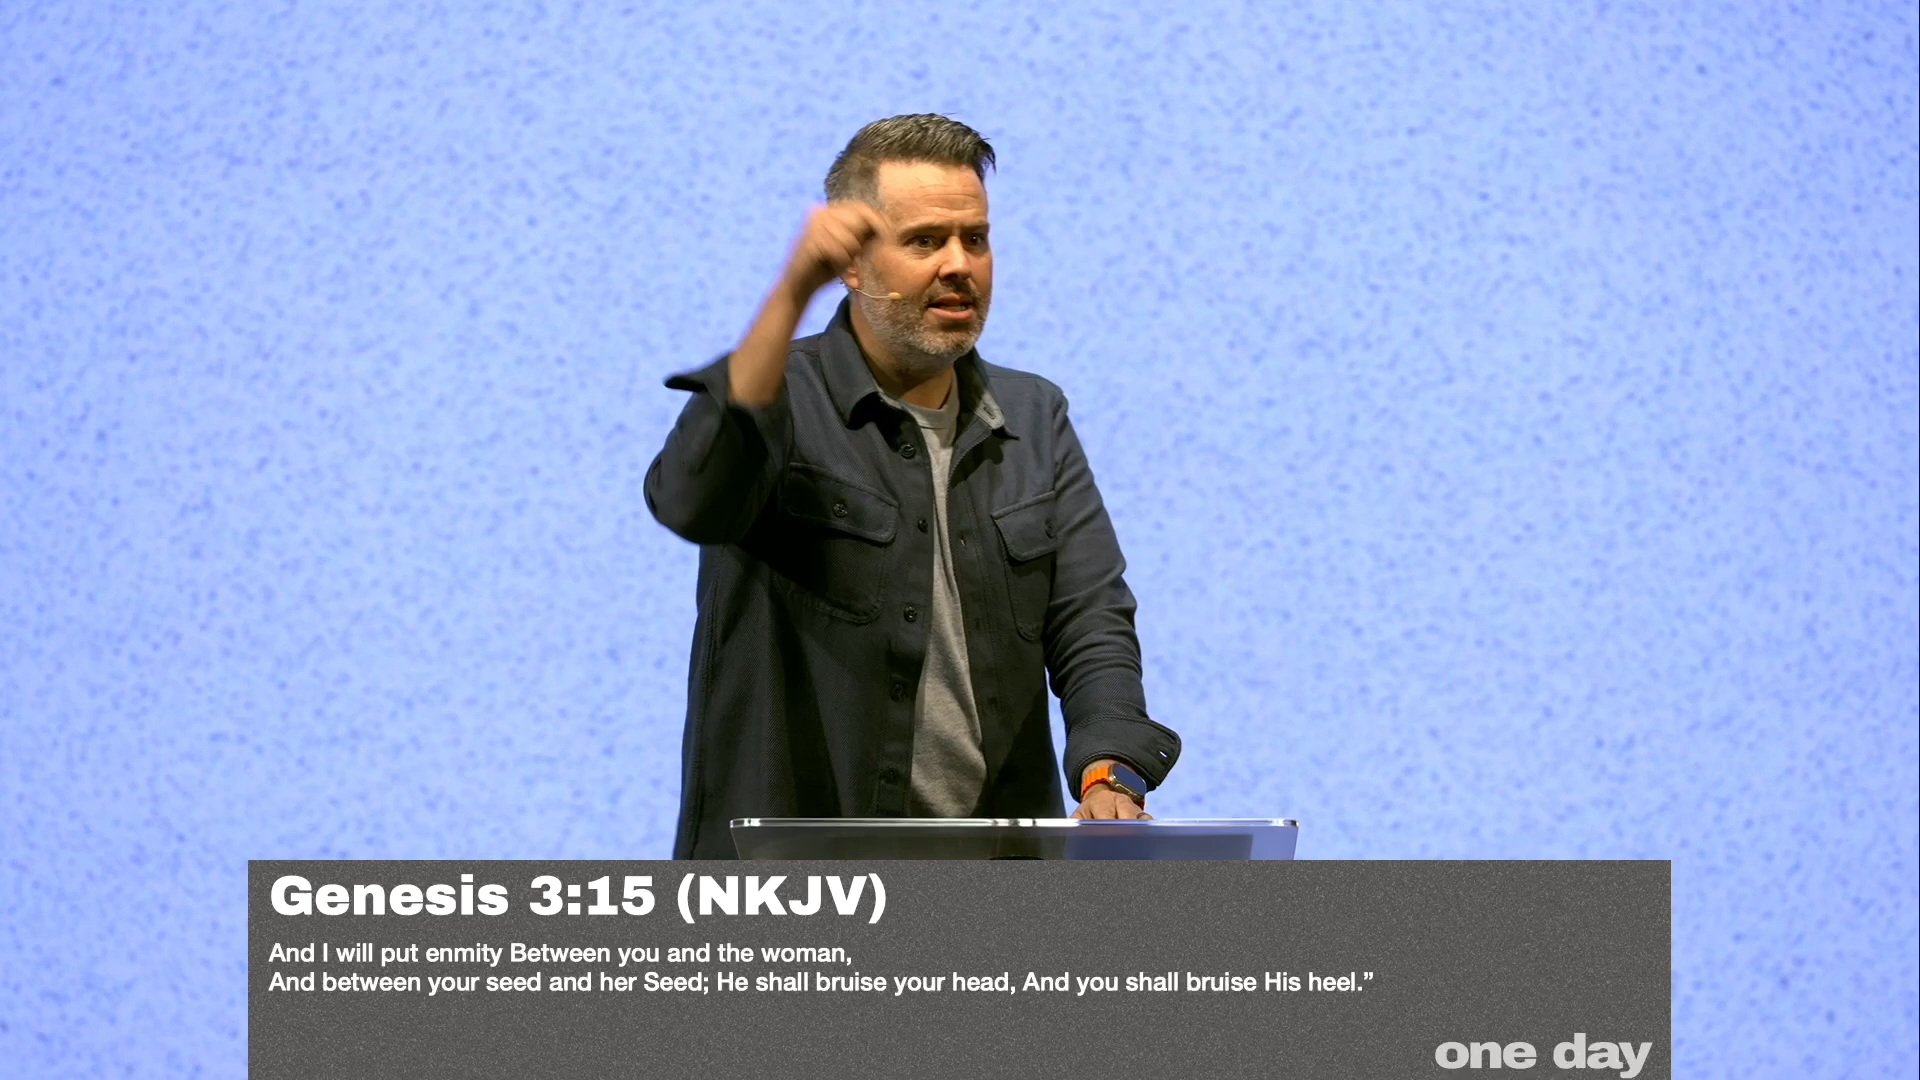 Genesis 3:15 (NKJV)
And I will put enmity Between you and the woman,
And between your seed and her Seed; He shall bruise your head, And you shall bruise His heel.”
one day